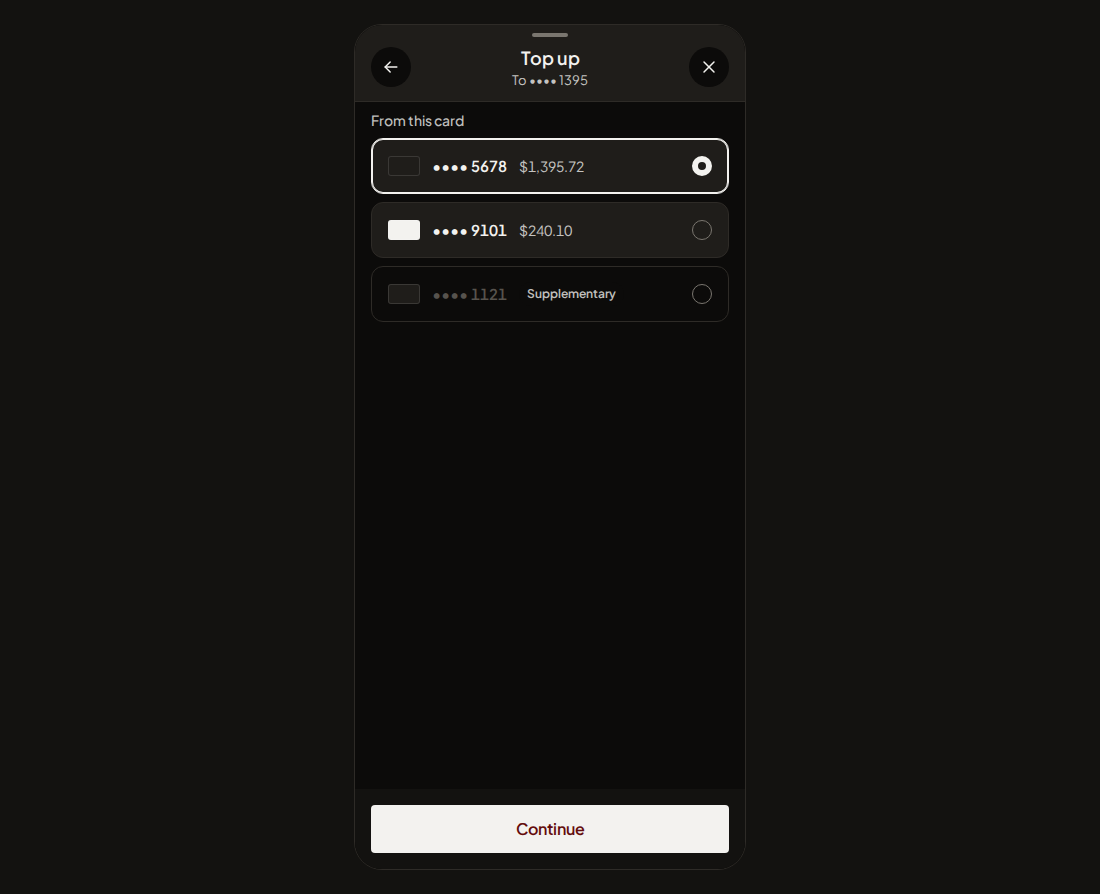 Top up
To •••• 1395
From this card
•••• 5678 $1,395.72
•••• 9101 $240.10
•••• 1121 Supplementary
Continue